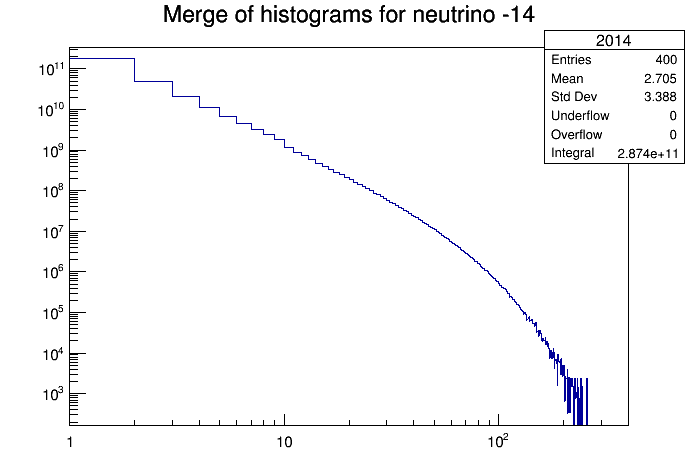 Merge of histograms for neutrino -14
2014
Entries 400
Mean 2.705
Std Dev 3.388
Underflow 0
Overflow 0
Integral 2.874e+11
10¹¹
10¹⁰
10⁹
10⁸
10⁷
10⁶
10⁵
10⁴
10³
1 10 10²